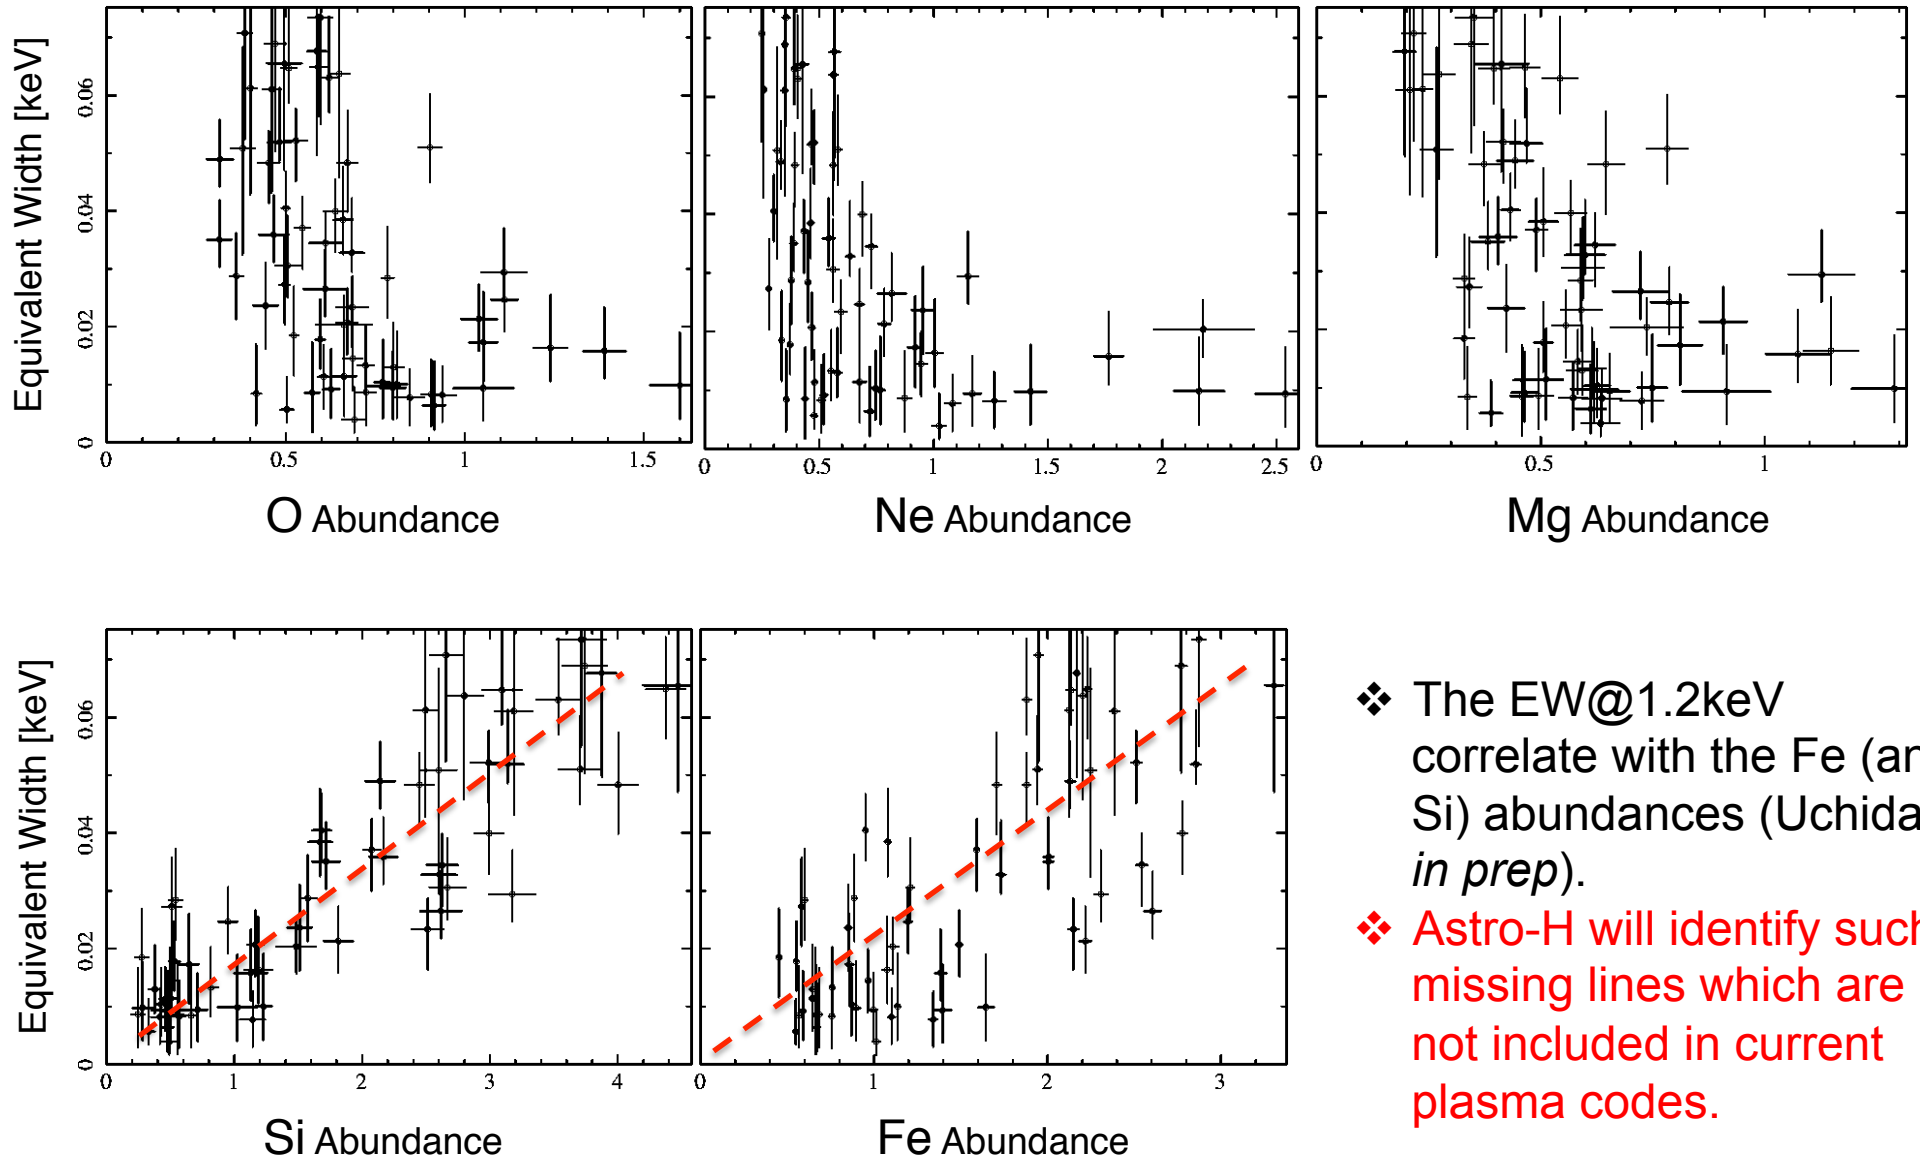 Equivalent Width [keV]
0 0.02 0.04 0.06
0.5 1 1.5
O Abundance
0 0.5 1 1.5 2 2.5
Ne Abundance
0 0.5 1
Mg Abundance
Equivalent Width [keV]
0 0.02 0.04 0.06
0 1 2 3 4
Si Abundance
0 1 2 3
Fe Abundance
❖ The EW@1.2keV
correlate with the Fe (an
Si) abundances (Uchida
in prep).
❖ Astro-H will identify such
missing lines which are
not included in current
plasma codes.